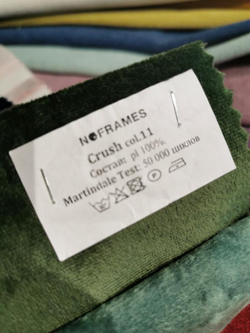 NOFRAMES
Crush col.11
Состав: pl 100%
Martindale Test: 50 000 циклов